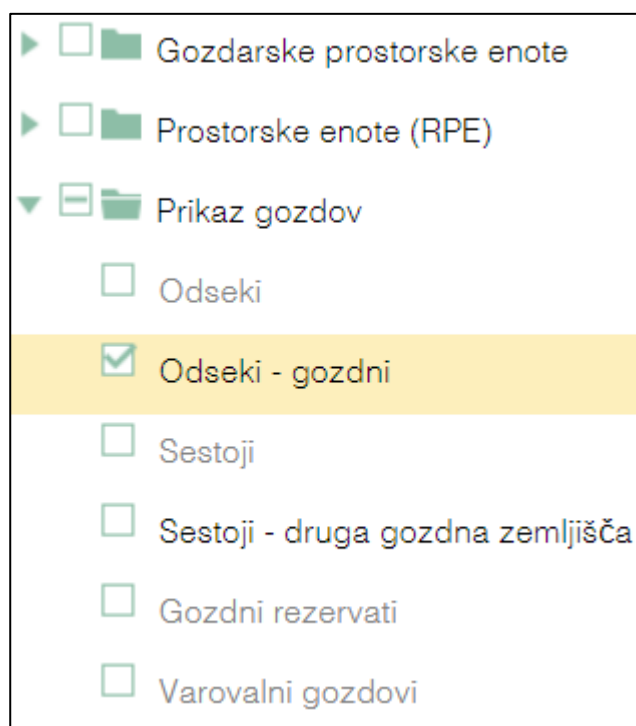 Gozdarske prostorske enote
Prostorske enote (RPE)
Prikaz gozdov
Odseki
Odseki - gozdni
Sestoji
Sestoji - druga gozdna zemljišča
Gozdni rezervati
Varovalni gozdovi